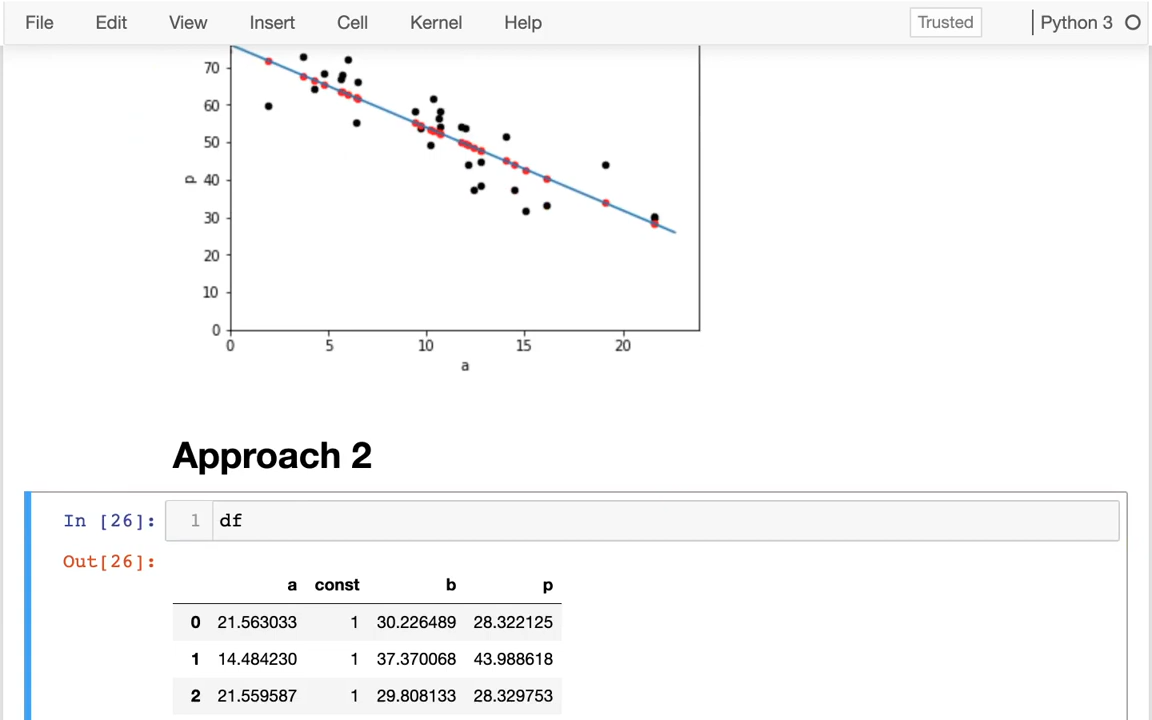 File Edit View Insert Cell Kernel Help Trusted Python 3
70
60
50
p
40
30
20
10
0
0 5 10 15 20
a
Approach 2
In [26]: 1 df
Out[26]:
a const b p
0 21.563033 1 30.226489 28.322125
1 14.484230 1 37.370068 43.988618
2 21.559587 1 29.808133 28.329753